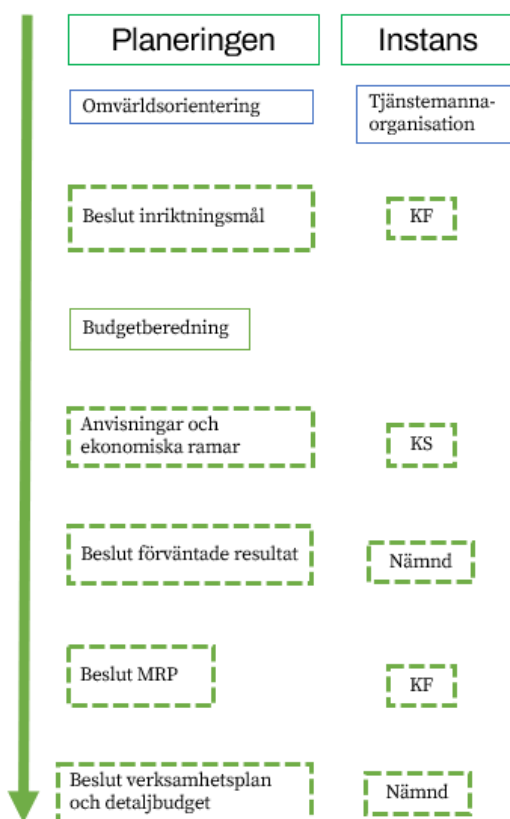 Planeringen
Instans
Omvärldsorientering
Tjänstemanna-
organisation
Beslut inriktningsmål
KF
Budgetberedning
Anvisningar och
ekonomiska ramar
KS
Beslut förväntade resultat
Nämnd
Beslut MRP
KF
Beslut verksamhetsplan
och detaljbudget
Nämnd